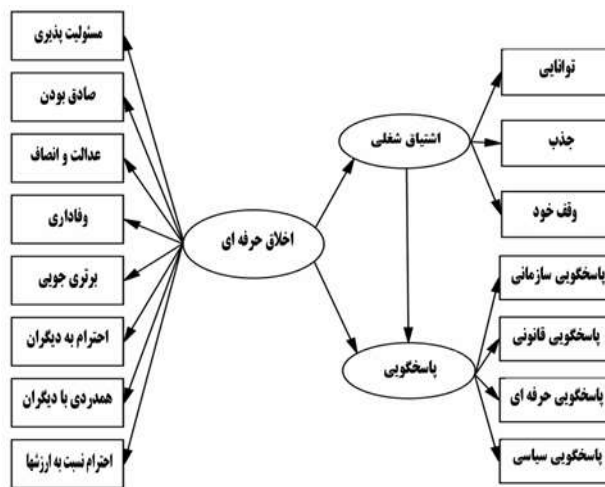 مسئولیت پذیری
صادق بودن
عدالت و انصاف
وفاداری
برتری جویی
احترام به دیگران
همدردی با دیگران
احترام نسبت به ارزشها
اخلاق حرفه ای
اشتیاق شغلی
پاسخگویی
توانایی
جذب
وقف خود
پاسخگویی سازمانی
پاسخگویی قانونی
پاسخگویی حرفه ای
پاسخگویی سیاسی